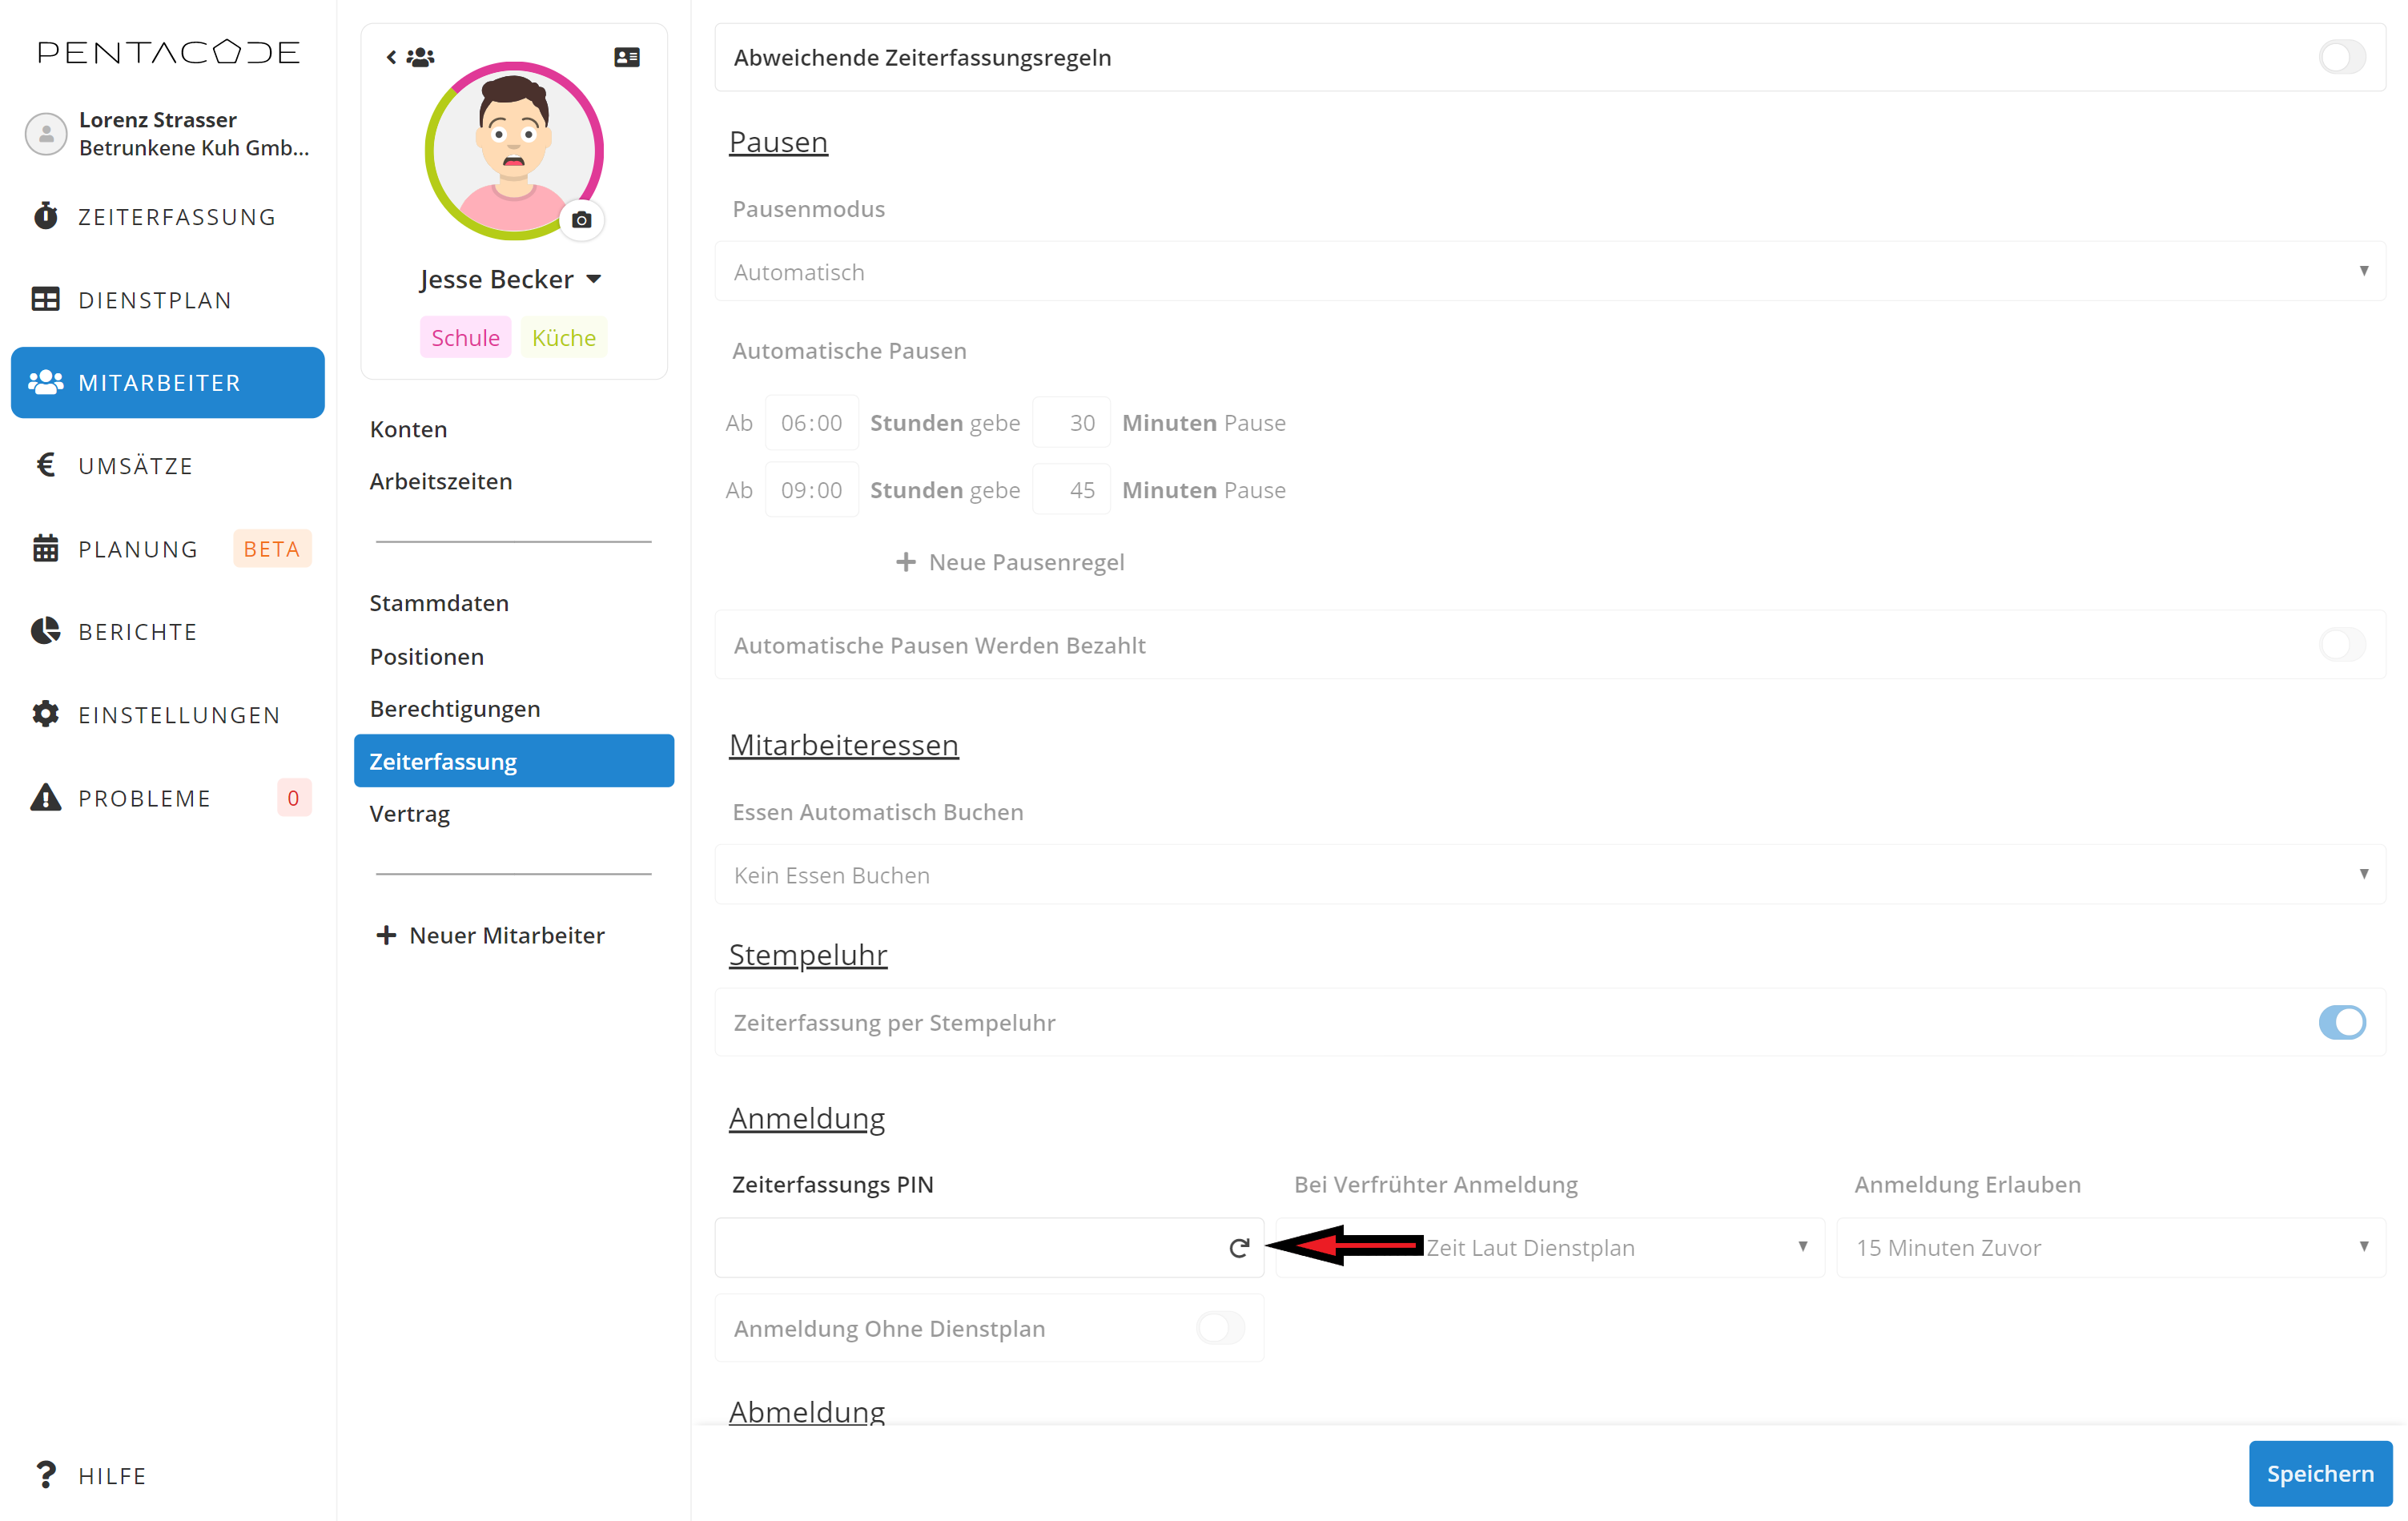 PENTACODE
Lorenz Strasser
Betrunkene Kuh Gmb...
ZEITERFASSUNG
DIENSTPLAN
MITARBEITER
€ UMSÄTZE
PLANUNG BETA
BERICHTE
EINSTELLUNGEN
PROBLEME 0
? HILFE
Jesse Becker
Schule Küche
Konten
Arbeitszeiten
Stammdaten
Positionen
Berechtigungen
Zeiterfassung
Vertrag
+ Neuer Mitarbeiter
Abweichende Zeiterfassungsregeln
Pausen
Pausenmodus
Automatisch
Automatische Pausen
Ab 06:00 Stunden gebe 30 Minuten Pause
Ab 09:00 Stunden gebe 45 Minuten Pause
+ Neue Pausenregel
Automatische Pausen Werden Bezahlt
Mitarbeiteressen
Essen Automatisch Buchen
Kein Essen Buchen
Stempeluhr
Zeiterfassung per Stempeluhr
Anmeldung
Zeiterfassungs PIN Bei Verfrühter Anmeldung Anmeldung Erlauben
Zeit Laut Dienstplan 15 Minuten Zuvor
Anmeldung Ohne Dienstplan
Abmeldung
Speichern